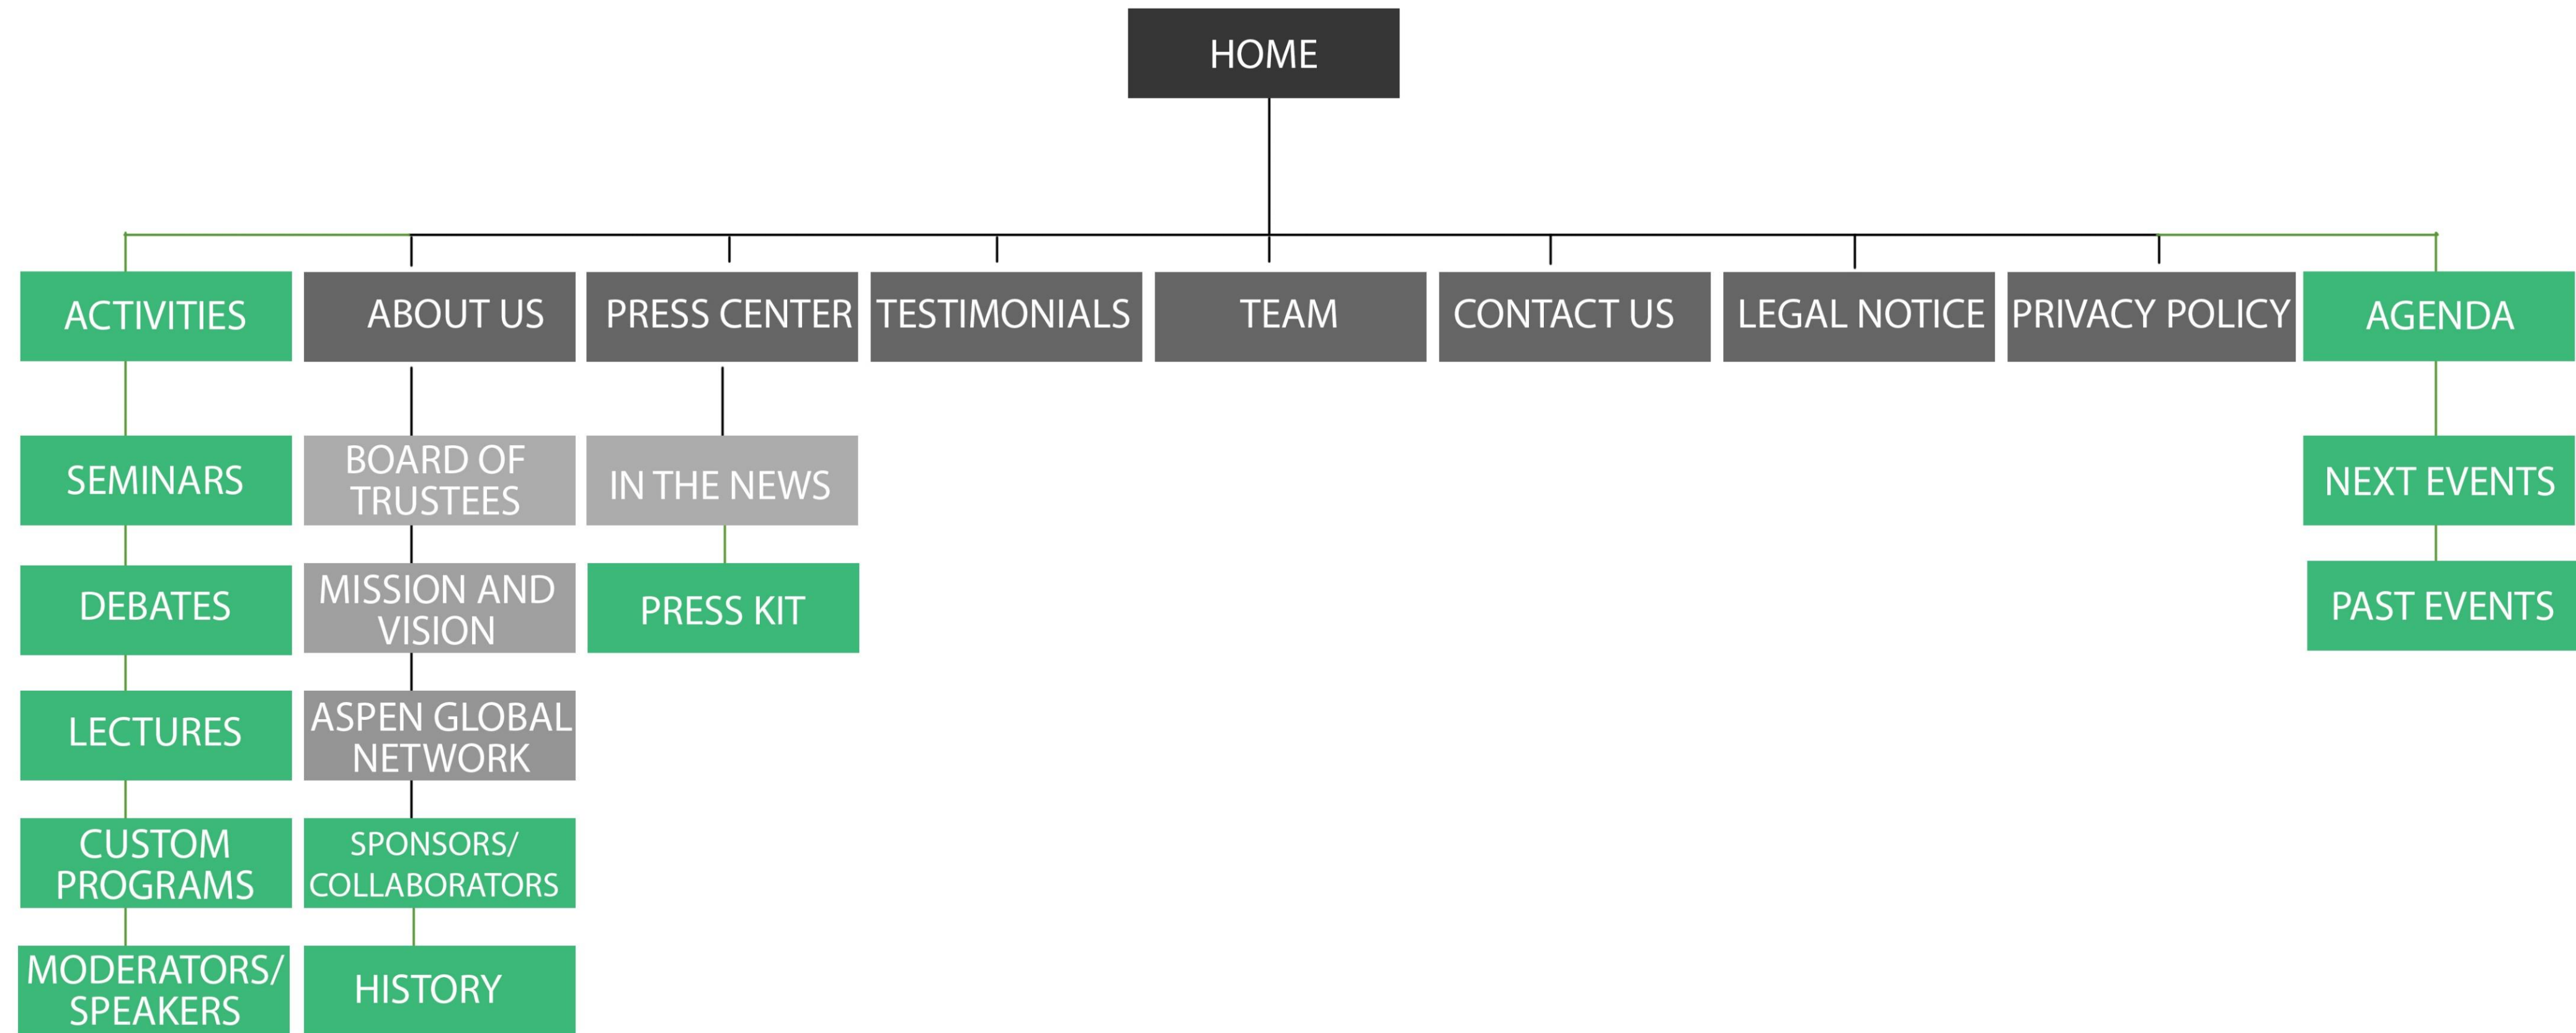 HOME
ACTIVITIES
ABOUT US
PRESS CENTER
TESTIMONIALS
TEAM
CONTACT US
LEGAL NOTICE
PRIVACY POLICY
AGENDA
SEMINARS
DEBATES
LECTURES
CUSTOM
PROGRAMS
MODERATORS/
SPEAKERS
BOARD OF
TRUSTEES
MISSION AND
VISION
ASPEN GLOBAL
NETWORK
SPONSORS/
COLLABORATORS
HISTORY
IN THE NEWS
PRESS KIT
NEXT EVENTS
PAST EVENTS